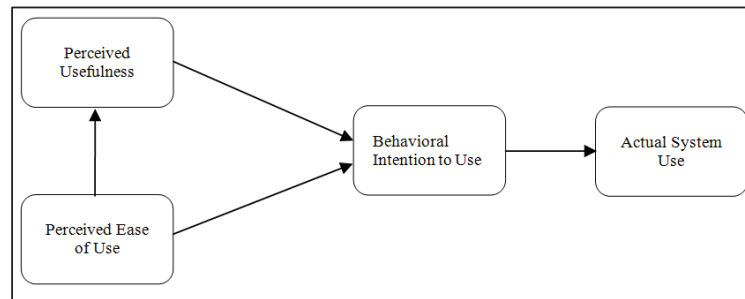 Perceived
Usefulness
Behavioral
Intention to Use
Actual System
Use
Perceived Ease
of Use